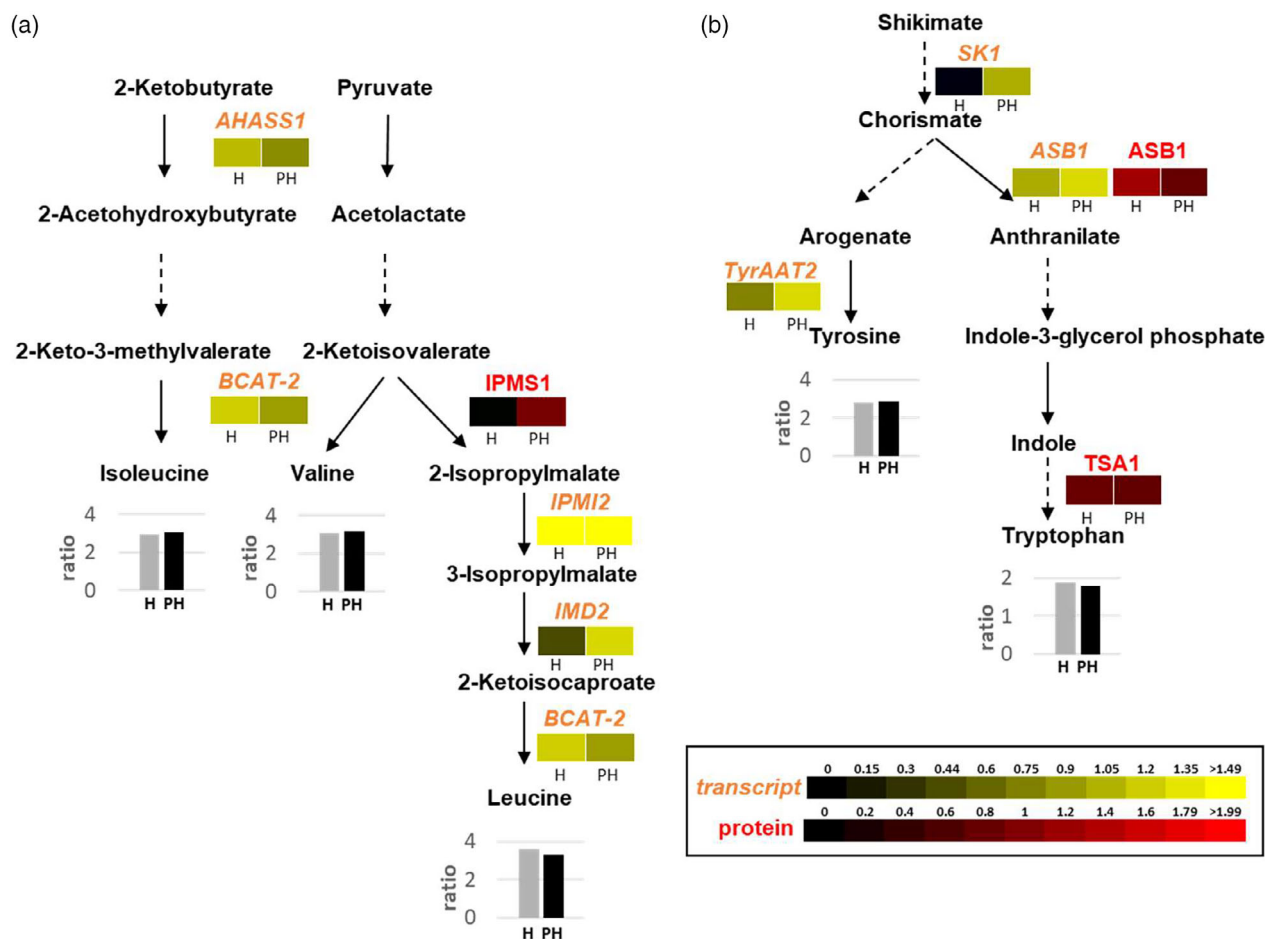 (a)
2-Ketobutyrate Pyruvate
AHASS1
H PH
2-Acetohydroxybutyrate Acetolactate
2-Keto-3-methylvalerate 2-Ketoisovalerate
BCAT-2
H PH
IPMS1
H PH
Isoleucine Valine 2-Isopropylmalate
4
2
0
ratio
H PH
4
2
0
ratio
H PH
IPMI2
H PH
3-Isopropylmalate
IMD2
H PH
2-Ketoisocaproate
BCAT-2
H PH
Leucine
4
2
0
ratio
H PH
(b)
Shikimate
SK1
H PH
Chorismate
ASB1 ASB1
H PH H PH
Arogenate Anthranilate
TyrAAT2
H PH
Tyrosine Indole-3-glycerol phosphate
4
2
0
ratio
H PH
Indole
TSA1
H PH
Tryptophan
2
1
0
ratio
H PH
0 0.15 0.3 0.44 0.6 0.75 0.9 1.05 1.2 1.35 >1.49
transcript
0 0.2 0.4 0.6 0.8 1 1.2 1.4 1.6 1.79 >1.99
protein